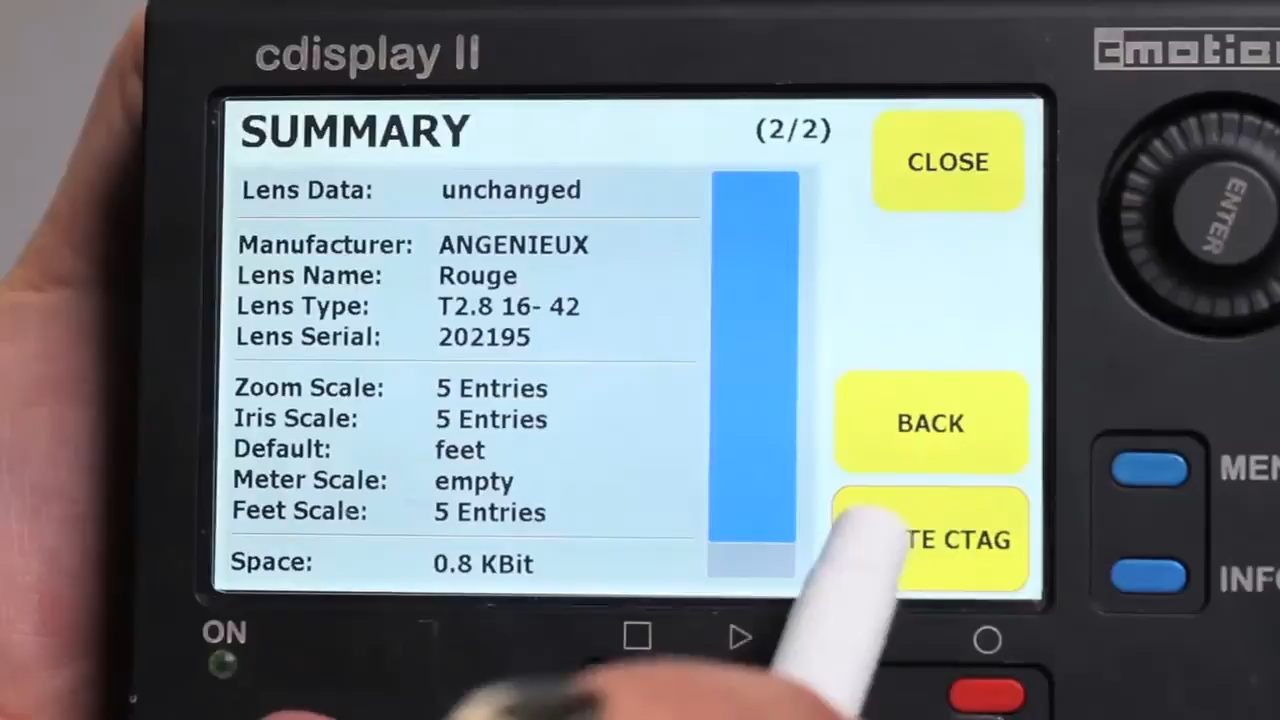 cdisplay II
cmotion
SUMMARY (2/2)
CLOSE
Lens Data: unchanged
Manufacturer: ANGENIEUX
Lens Name: Rouge
Lens Type: T2.8 16- 42
Lens Serial: 202195
ENTER
Zoom Scale: 5 Entries
Iris Scale: 5 Entries
Default: feet
Meter Scale: empty
Feet Scale: 5 Entries
Space: 0.8 KBit
BACK
CTAG
ON